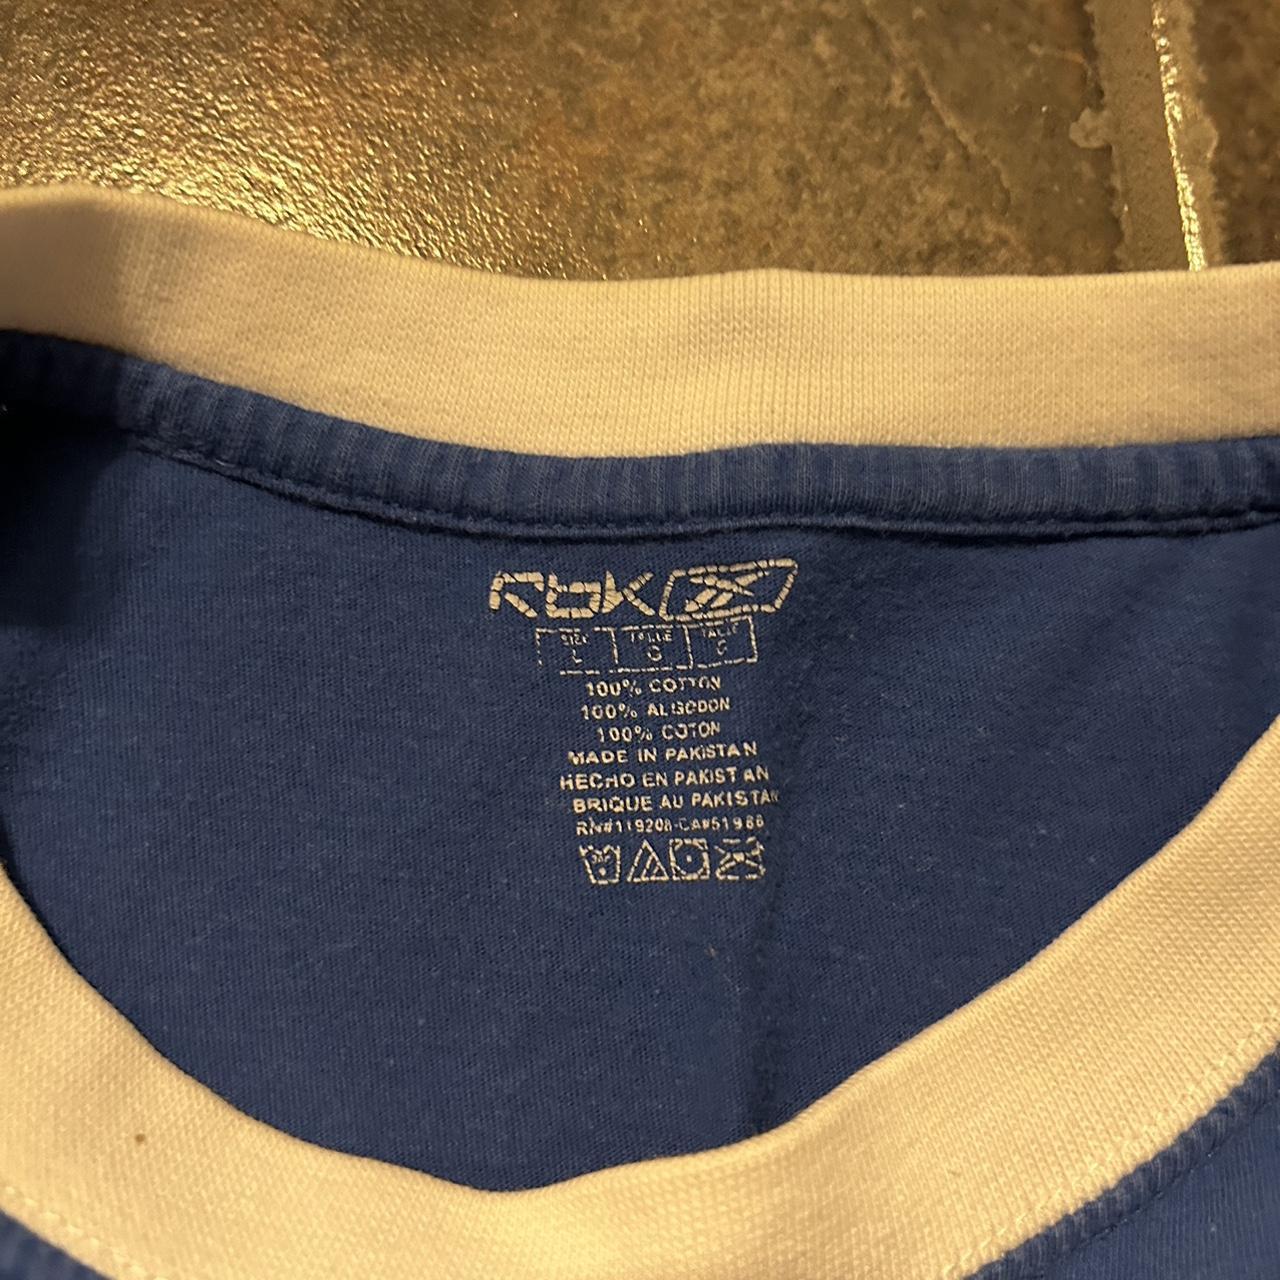 Rbk
SIZE TAILLE TALLE
L G G
100% COTTON
100% ALGODON
100% COTON
MADE IN PAKISTAN
HECHO EN PAKISTAN
BRIQUE AU PAKISTAN
RN#119208-CA#51988